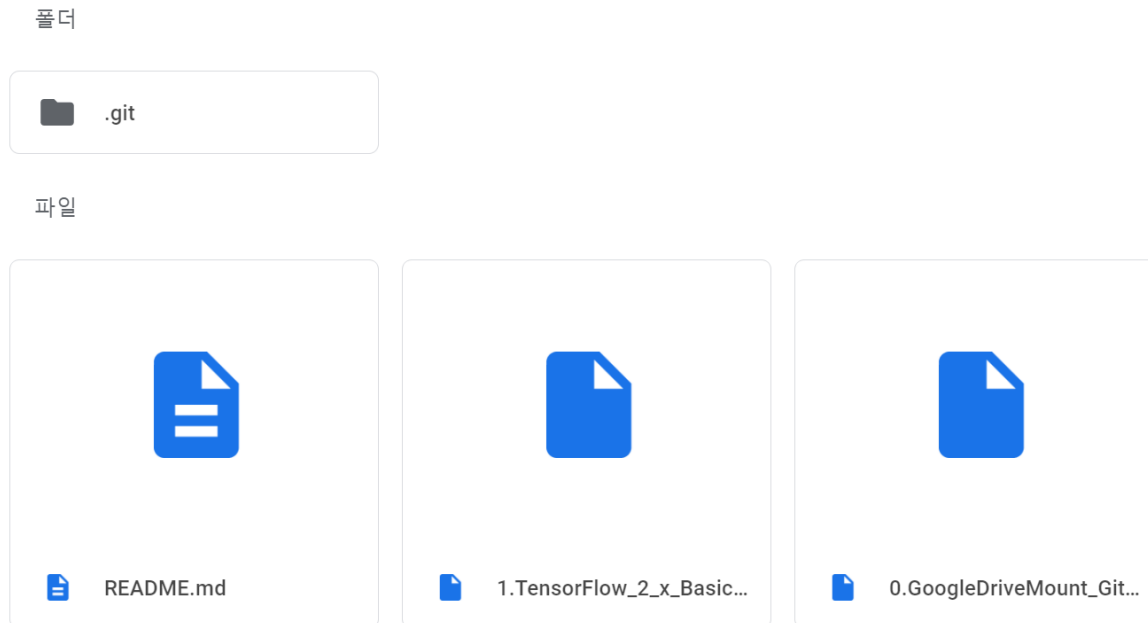 폴더
.git
파일
README.md
1.TensorFlow_2_x_Basic...
0.GoogleDriveMount_Git...